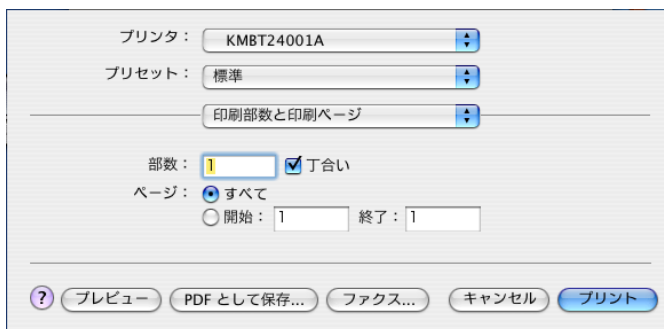 プリンタ： KMBT24001A
プリセット： 標準
印刷部数と印刷ページ
部数： 1 丁合い
ページ： すべて
開始： 1 終了： 1
? プレビュー PDF として保存... ファクス... キャンセル プリント